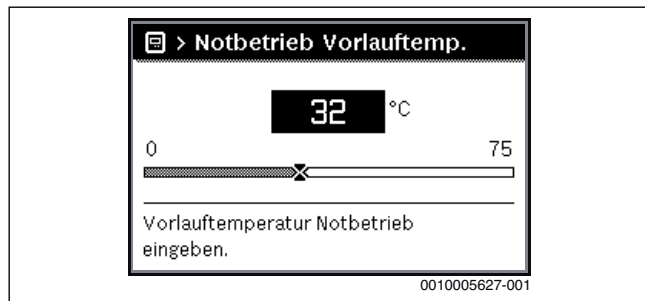 > Notbetrieb Vorlauftemp.
32 °C
0 75
Vorlauftemperatur Notbetrieb
eingeben.
0010005627-001